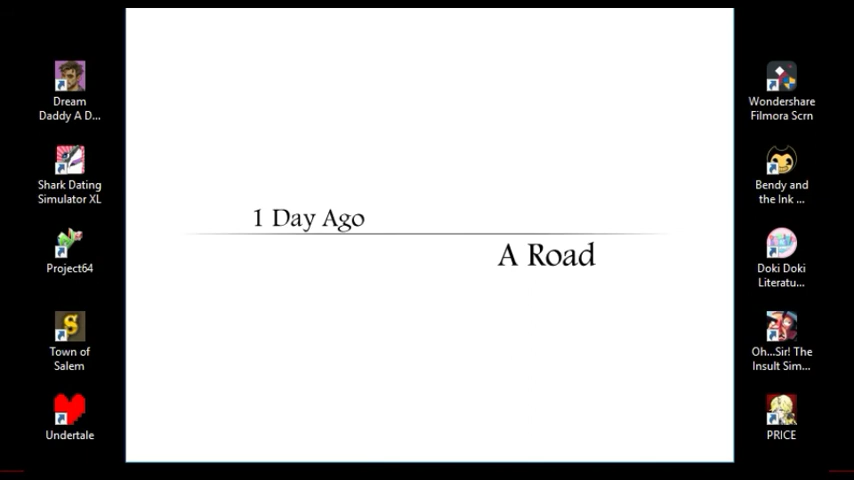 Dream
Daddy A D...
Shark Dating
Simulator XL
Project64
Town of
Salem
Undertale
1 Day Ago
A Road
Wondershare
Filmora Scrn
Bendy and
the Ink ...
Doki Doki
Literatu...
Oh...Sir! The
Insult Sim...
PRICE